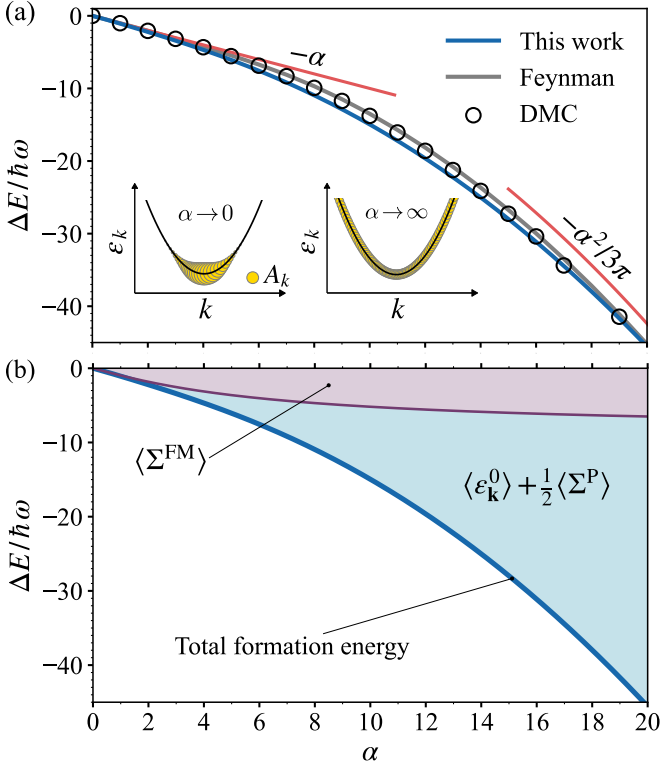 (a)
0
−10
−20
−30
−40
ΔE/ħω
−α
This work
Feynman
DMC
−α²/3π
α→0
α→∞
ε_k
k
A_k
ε_k
k
(b)
0
−10
−20
−30
−40
ΔE/ħω
⟨Σ^FM⟩
⟨ε_k^0⟩ + ½⟨Σ^P⟩
Total formation energy
0 2 4 6 8 10 12 14 16 18 20
α